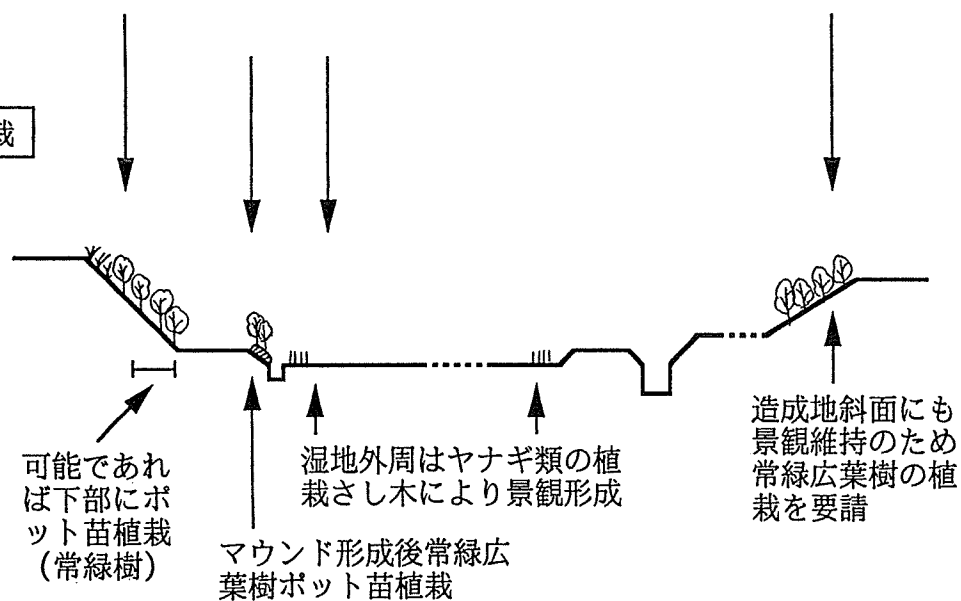 栽
可能であれ
ば下部にポ
ット苗植栽
(常緑樹)
マウンド形成後常緑広
葉樹ポット苗植栽
湿地外周はヤナギ類の植
栽さし木により景観形成
造成地斜面にも
景観維持のため
常緑広葉樹の植
栽を要請